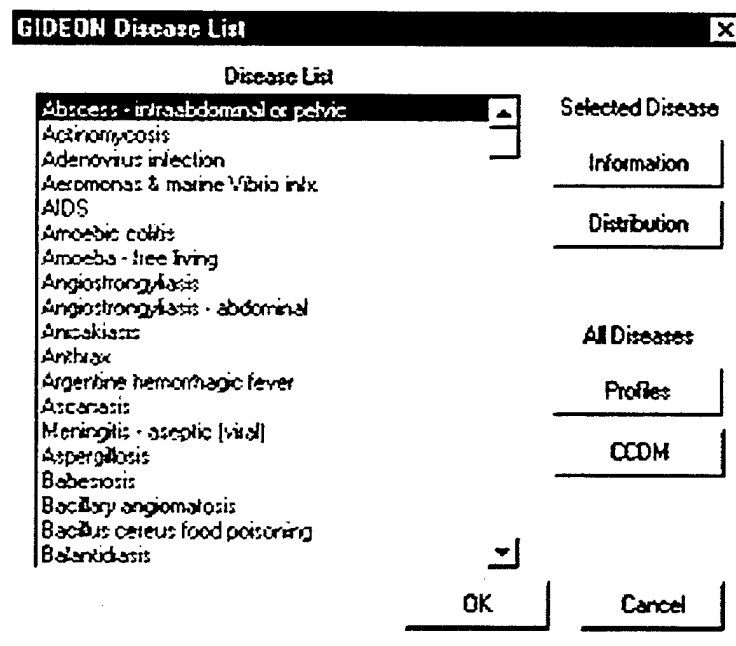 GIDEON Disease List
Disease List
Abscess - intraabdominal or pelvic
Actinomycosis
Adenovirus infection
Aeromonas & marine Vibrio infx.
AIDS
Amoebic colitis
Amoeba - free living
Angiostrongyliasis
Angiostrongyliasis - abdominal
Anisakiasis
Anthrax
Argentine hemorrhagic fever
Ascariasis
Meningitis - aseptic (viral)
Aspergillosis
Babesiosis
Bacillary angiomatosis
Bacillus cereus food poisoning
Balantidiasis
Selected Disease
Information
Distribution
All Diseases
Profiles
CCDM
OK
Cancel